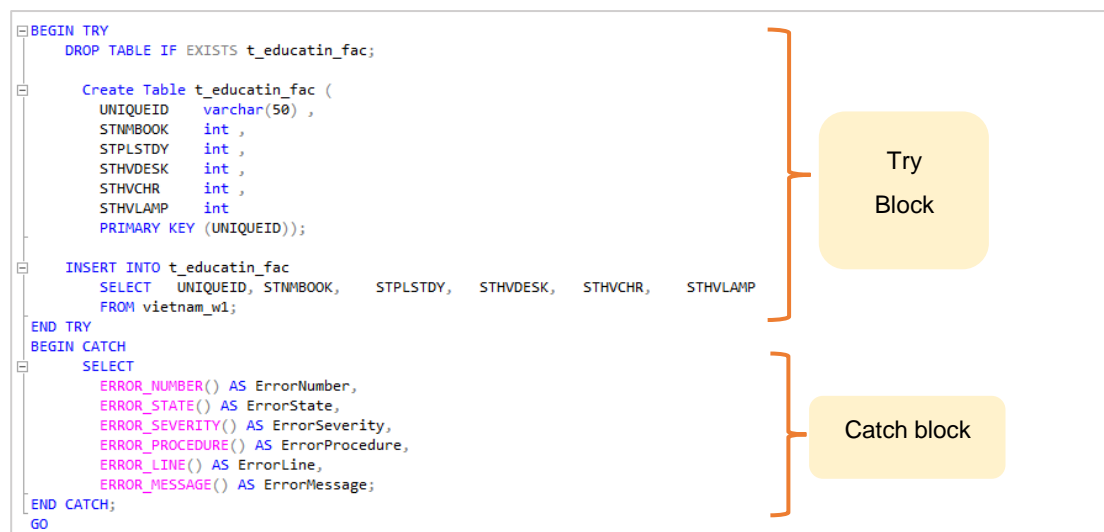 BEGIN TRY
DROP TABLE IF EXISTS t_educatin_fac;
Create Table t_educatin_fac (
UNIQUEID varchar(50) ,
STNMBOOK int ,
STPLSTDY int ,
STHVDESK int ,
STHVCHR int ,
STHVLAMP int
PRIMARY KEY (UNIQUEID));
INSERT INTO t_educatin_fac
SELECT UNIQUEID, STNMBOOK, STPLSTDY, STHVDESK, STHVCHR, STHVLAMP
FROM vietnam_w1;
END TRY
BEGIN CATCH
SELECT
ERROR_NUMBER() AS ErrorNumber,
ERROR_STATE() AS ErrorState,
ERROR_SEVERITY() AS ErrorSeverity,
ERROR_PROCEDURE() AS ErrorProcedure,
ERROR_LINE() AS ErrorLine,
ERROR_MESSAGE() AS ErrorMessage;
END CATCH;
GO
Try
Block
Catch block